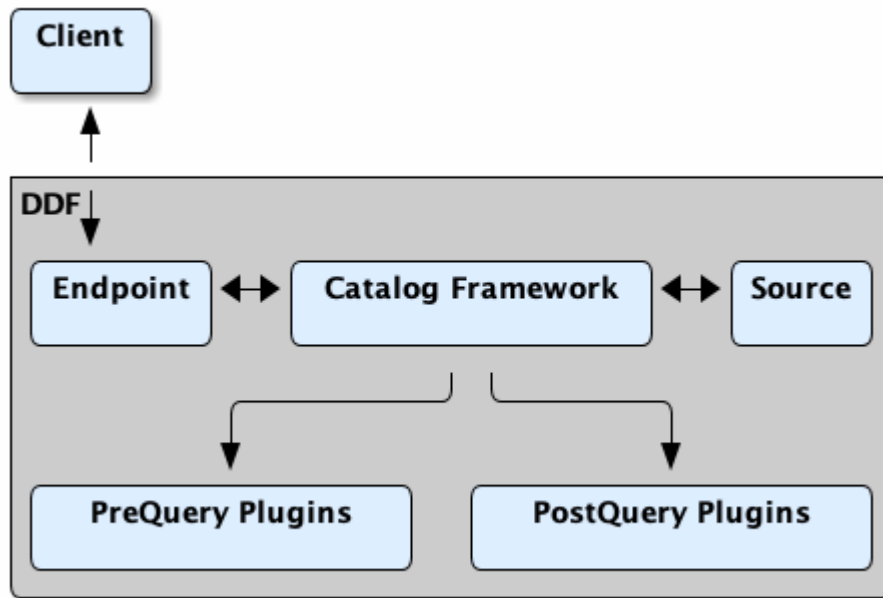 Client
DDF
Endpoint
Catalog Framework
Source
PreQuery Plugins
PostQuery Plugins